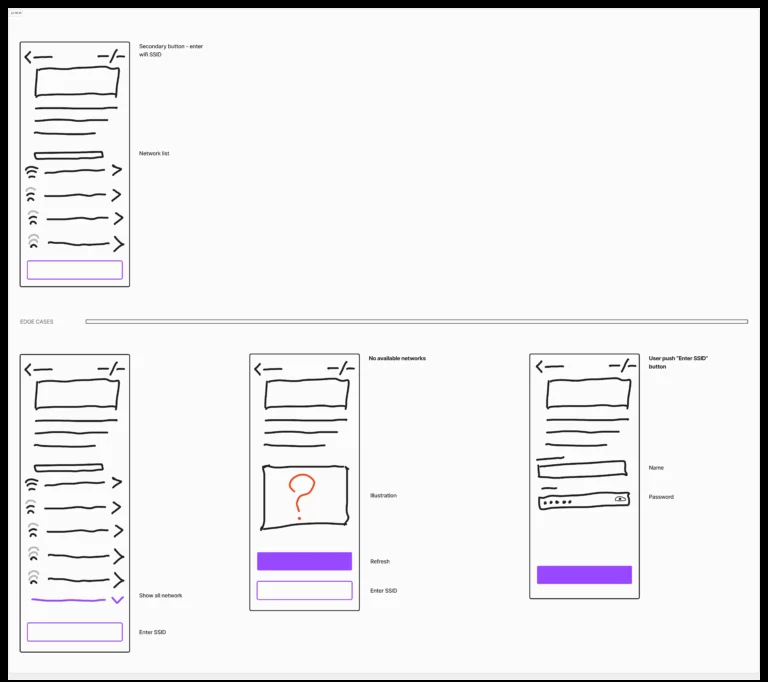 Secondary button - enter
wifi SSID
Network list
EDGE CASES
Show all network
Enter SSID
No available networks
Illustration
Refresh
Enter SSID
User push "Enter SSID"
button
Name
Password